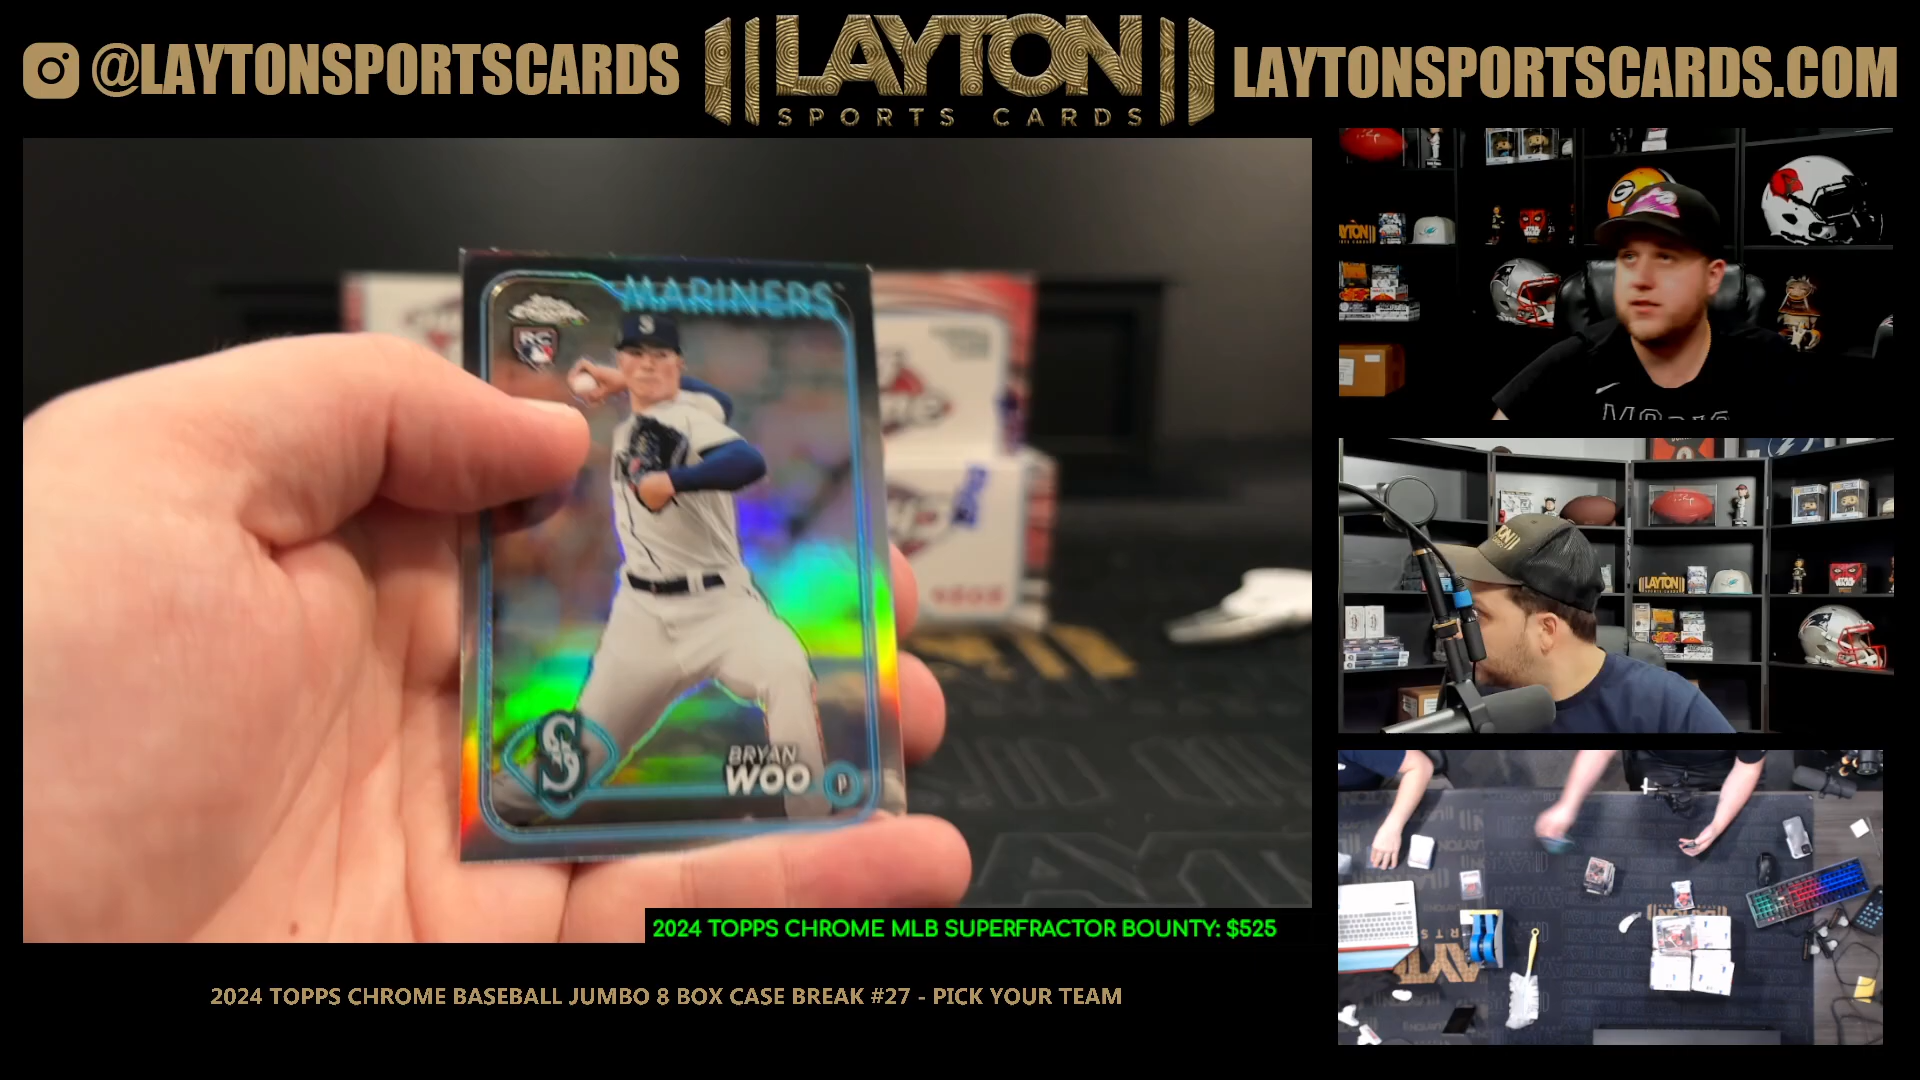 @LAYTONSPORTSCARDS
LAYTON
SPORTS CARDS
LAYTONSPORTSCARDS.COM
MARINERS
Chrome
RC
S
S
BRYAN
WOO
P
2024 TOPPS CHROME MLB SUPERFRACTOR BOUNTY: $525
2024 TOPPS CHROME BASEBALL JUMBO 8 BOX CASE BREAK #27 - PICK YOUR TEAM
LAYTON